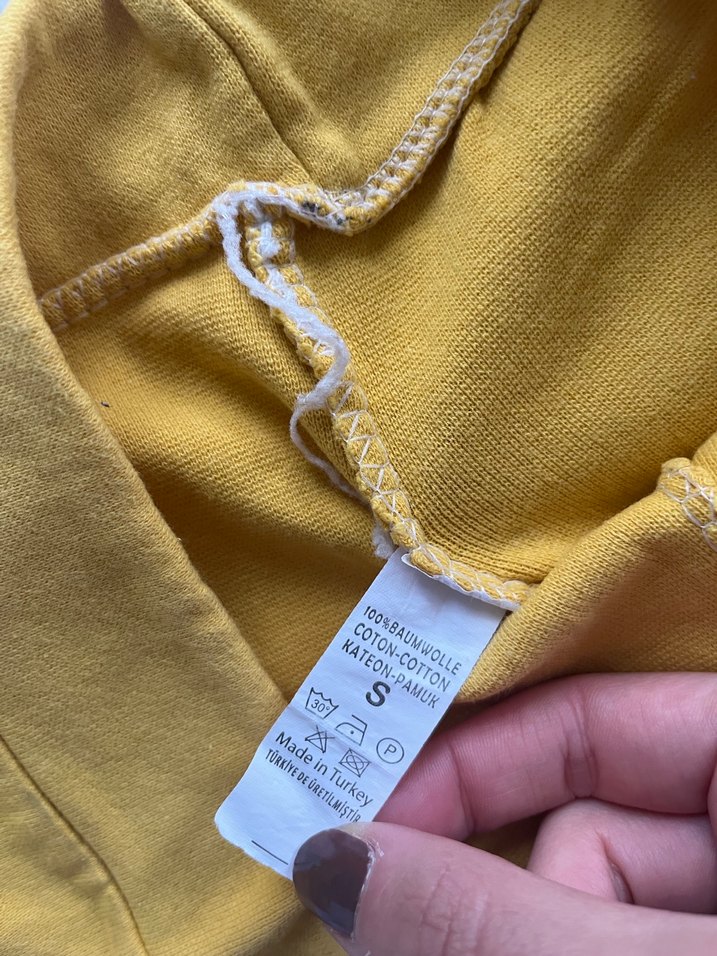 100%BAUMWOLLE
COTON-COTTON
KATEON-PAMUK
S
30°
P
Made in Turkey
TÜRKİYE DE ÜRETİLMİŞTİR